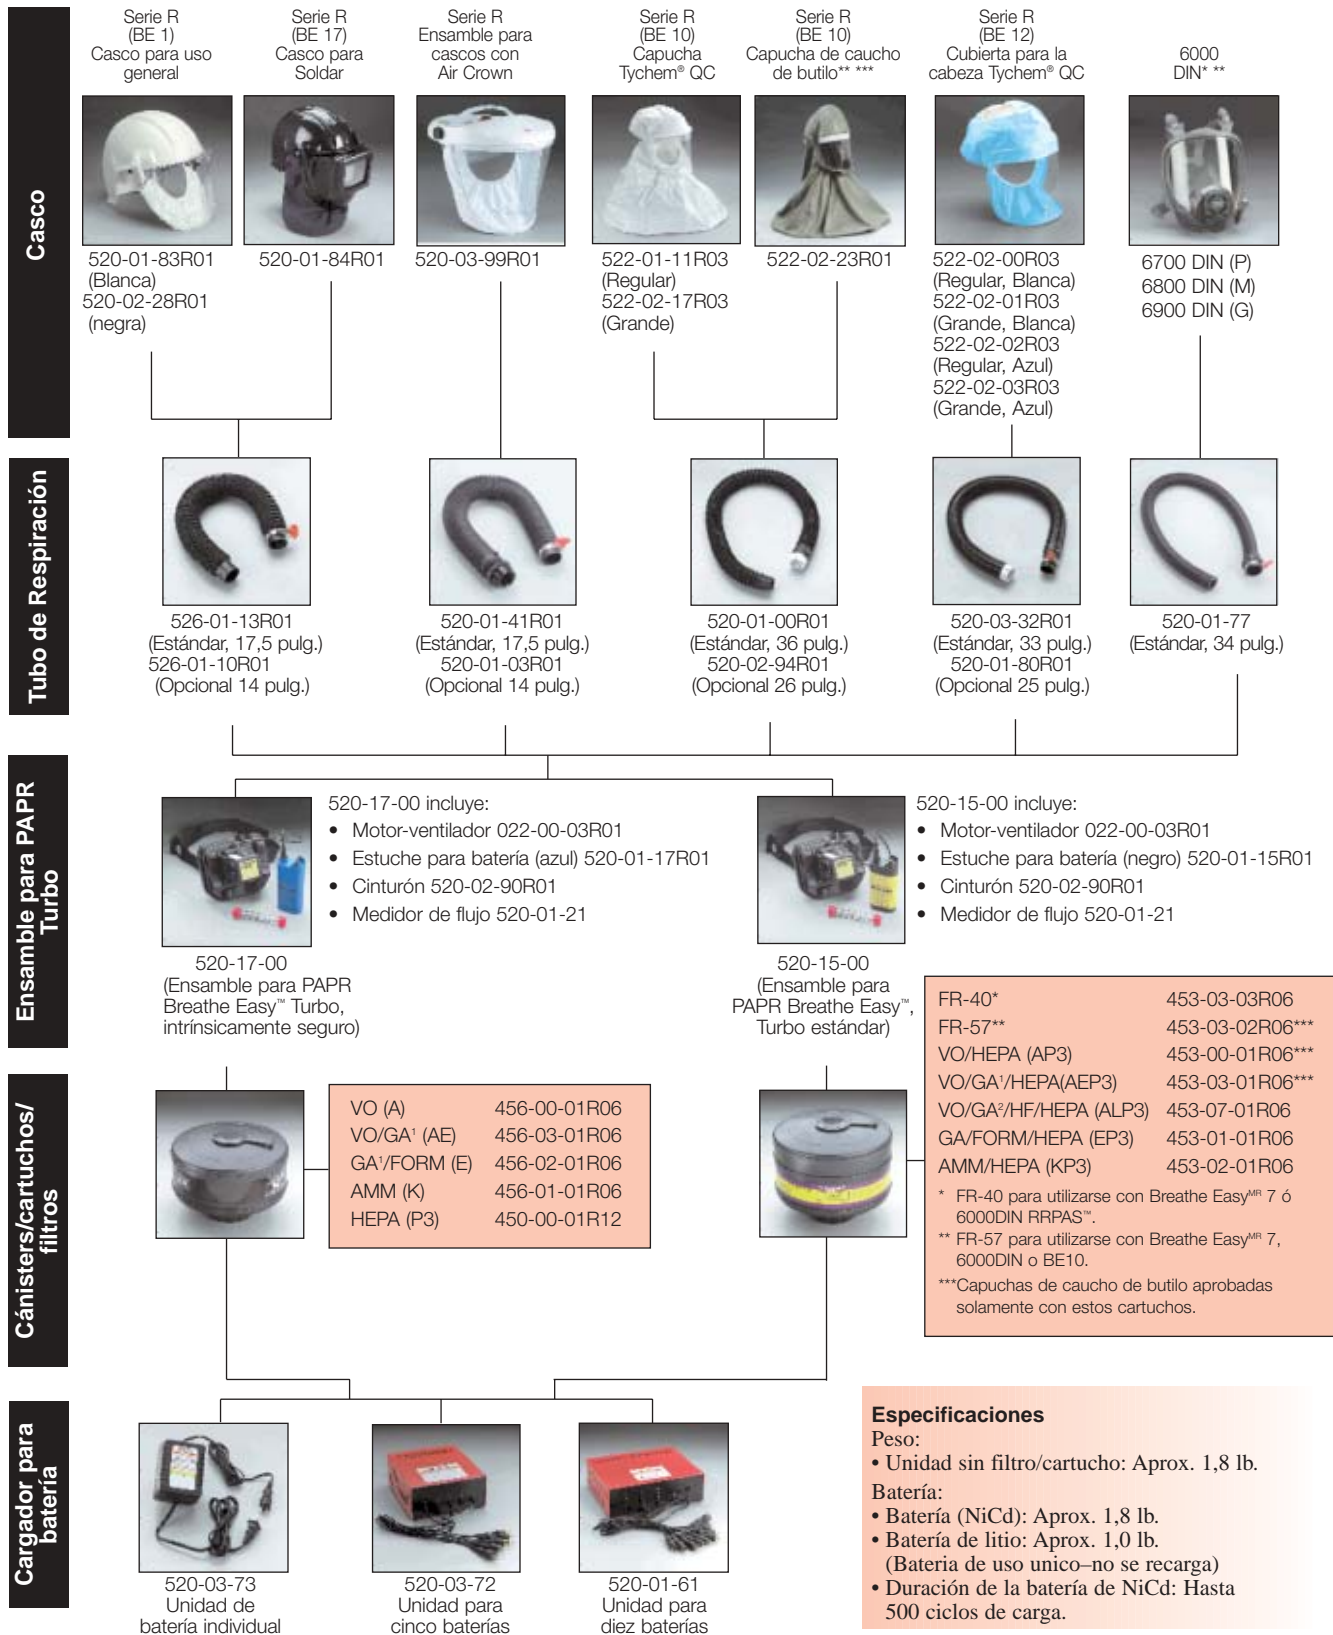 Casco
Serie R
(BE 1)
Casco para uso
general
520-01-83R01
(Blanca)
520-02-28R01
(negra)
Serie R
(BE 17)
Casco para
Soldar
520-01-84R01
Serie R
Ensamble para
cascos con
Air Crown
520-03-99R01
Serie R
(BE 10)
Capucha
Tychem® QC
522-01-11R03
(Regular)
522-02-17R03
(Grande)
Serie R
(BE 10)
Capucha de caucho
de butilo** ***
522-02-23R01
Serie R
(BE 12)
Cubierta para la
cabeza Tychem® QC
522-02-00R03
(Regular, Blanca)
522-02-01R03
(Grande, Blanca)
522-02-02R03
(Regular, Azul)
522-02-03R03
(Grande, Azul)
6000
DIN* **
6700 DIN (P)
6800 DIN (M)
6900 DIN (G)
Tubo de Respiración
526-01-13R01
(Estándar, 17,5 pulg.)
526-01-10R01
(Opcional 14 pulg.)
520-01-41R01
(Estándar, 17,5 pulg.)
520-01-03R01
(Opcional 14 pulg.)
520-01-00R01
(Estándar, 36 pulg.)
520-02-94R01
(Opcional 26 pulg.)
520-03-32R01
(Estándar, 33 pulg.)
520-01-80R01
(Opcional 25 pulg.)
520-01-77
(Estándar, 34 pulg.)
Ensamble para PAPR
Turbo
520-17-00 incluye:
• Motor-ventilador 022-00-03R01
• Estuche para batería (azul) 520-01-17R01
• Cinturón 520-02-90R01
• Medidor de flujo 520-01-21
520-17-00
(Ensamble para PAPR
Breathe Easy™ Turbo,
intrínsicamente seguro)
520-15-00 incluye:
• Motor-ventilador 022-00-03R01
• Estuche para batería (negro) 520-01-15R01
• Cinturón 520-02-90R01
• Medidor de flujo 520-01-21
520-15-00
(Ensamble para
PAPR Breathe Easy™,
Turbo estándar)
Cánisters/cartuchos/
filtros
VO (A) 456-00-01R06
VO/GA¹ (AE) 456-03-01R06
GA¹/FORM (E) 456-02-01R06
AMM (K) 456-01-01R06
HEPA (P3) 450-00-01R12
FR-40* 453-03-03R06
FR-57** 453-03-02R06***
VO/HEPA (AP3) 453-00-01R06***
VO/GA¹/HEPA(AEP3) 453-03-01R06***
VO/GA²/HF/HEPA (ALP3) 453-07-01R06
GA/FORM/HEPA (EP3) 453-01-01R06
AMM/HEPA (KP3) 453-02-01R06
* FR-40 para utilizarse con Breathe Easyᴹᴿ 7 ó
6000DIN RRPAS™.
** FR-57 para utilizarse con Breathe Easyᴹᴿ 7,
6000DIN o BE10.
***Capuchas de caucho de butilo aprobadas
solamente con estos cartuchos.
Cargador para
batería
520-03-73
Unidad de
batería individual
520-03-72
Unidad para
cinco baterías
520-01-61
Unidad para
diez baterías
Especificaciones
Peso:
• Unidad sin filtro/cartucho: Aprox. 1,8 lb.
Batería:
• Batería (NiCd): Aprox. 1,8 lb.
• Batería de litio: Aprox. 1,0 lb.
(Bateria de uso unico–no se recarga)
• Duración de la batería de NiCd: Hasta
500 ciclos de carga.